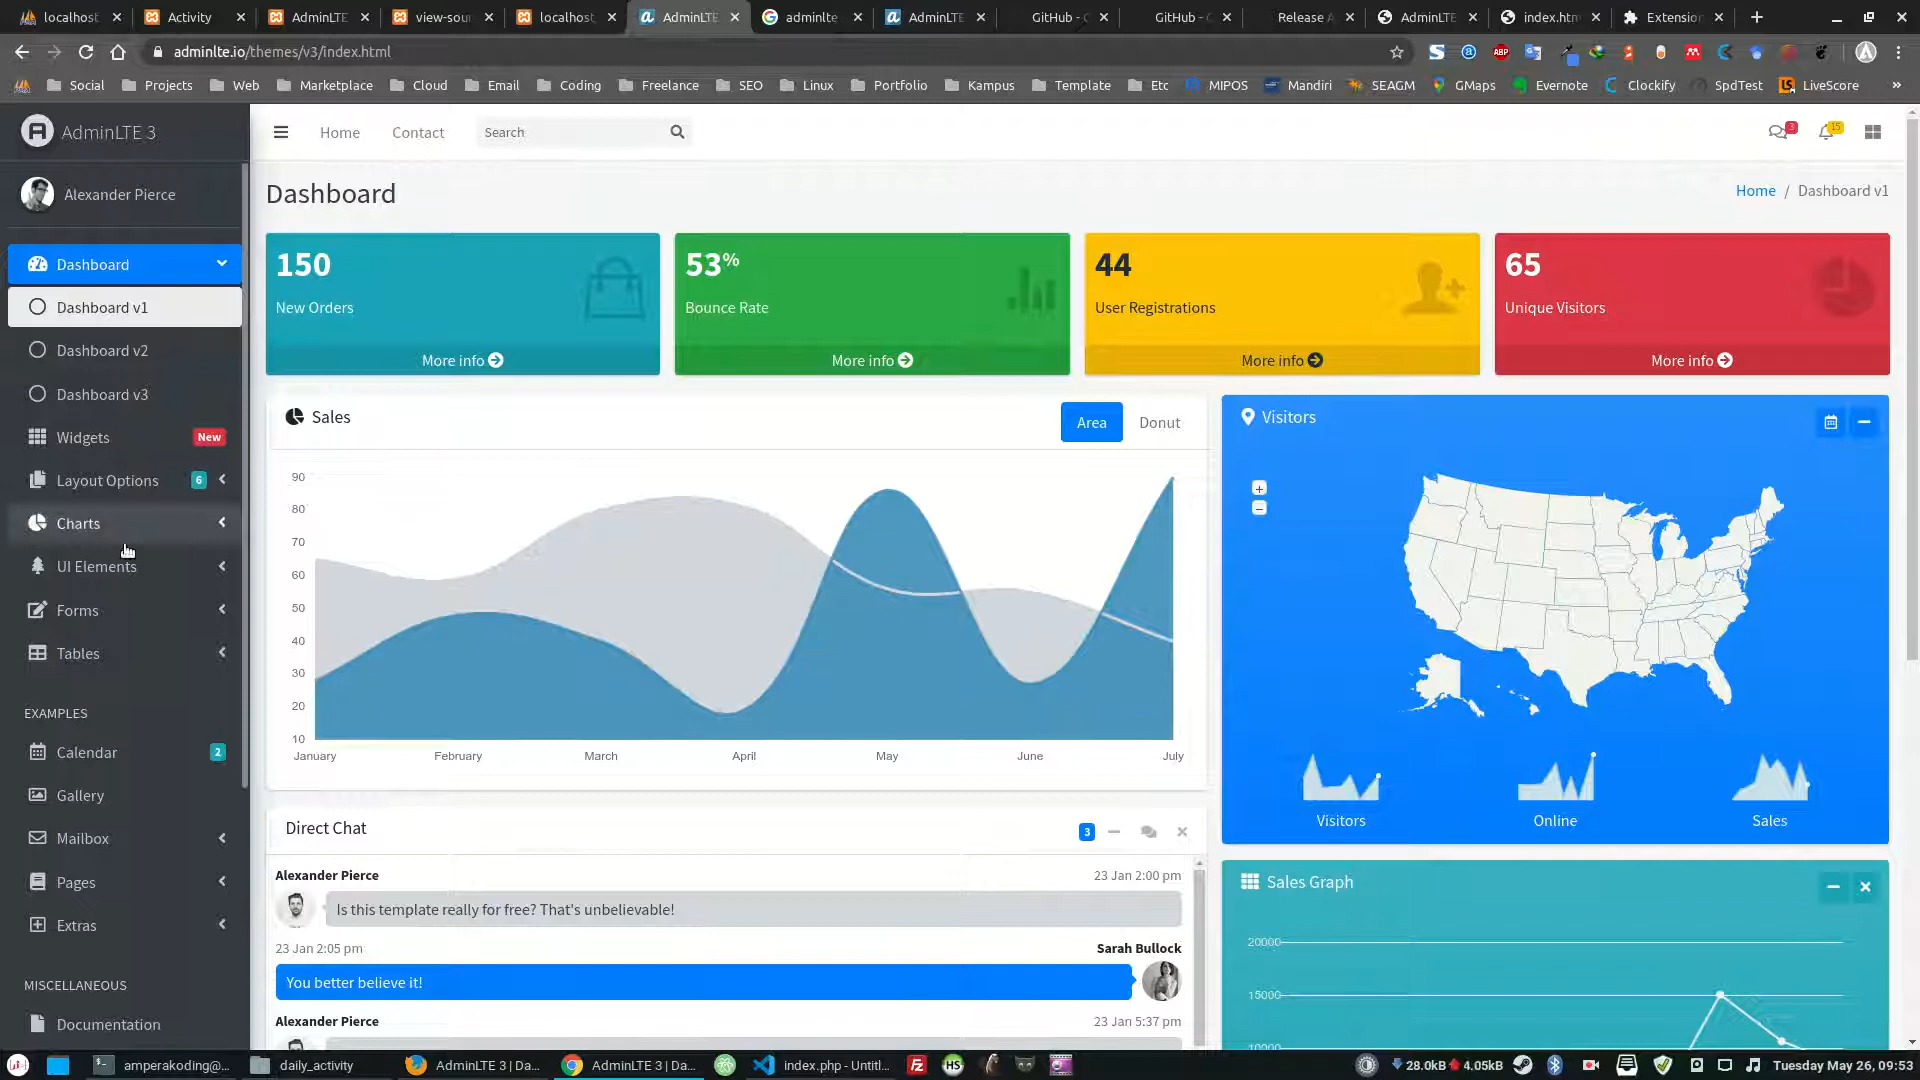 localhost
Activity
AdminLTE
view-sour
localhost
AdminLTE
adminlte
AdminLTE
GitHub -
GitHub -
Release
AdminLTE
index.htm
Extension
adminlte.io/themes/v3/index.html
ABP
Social
Projects
Web
Marketplace
Cloud
Email
Coding
Freelance
SEO
Linux
Portfolio
Kampus
Template
Etc
MIPOS
Mandiri
SEAGM
GMaps
Evernote
Clockify
SpdTest
LiveScore
AdminLTE 3
Home
Contact
Search
3
15
Alexander Pierce
Dashboard
Home / Dashboard v1
Dashboard
Dashboard v1
Dashboard v2
Dashboard v3
Widgets
New
Layout Options
6
Charts
UI Elements
Forms
Tables
EXAMPLES
Calendar
2
Gallery
Mailbox
Pages
Extras
MISCELLANEOUS
Documentation
150
New Orders
More info
53%
Bounce Rate
More info
44
User Registrations
More info
65
Unique Visitors
More info
Sales
Area
Donut
90
80
70
60
50
40
30
20
10
January
February
March
April
May
June
July
Visitors
+
−
Visitors
Online
Sales
Direct Chat
3
Alexander Pierce
23 Jan 2:00 pm
Is this template really for free? That's unbelievable!
23 Jan 2:05 pm
Sarah Bullock
You better believe it!
Alexander Pierce
23 Jan 5:37 pm
Sales Graph
20000
15000
10000
amperakoding@...
daily_activity
AdminLTE 3 | Da...
AdminLTE 3 | Da...
index.php - Untitl...
HS
28.0kB
4.05kB
Tuesday May 26, 09:53